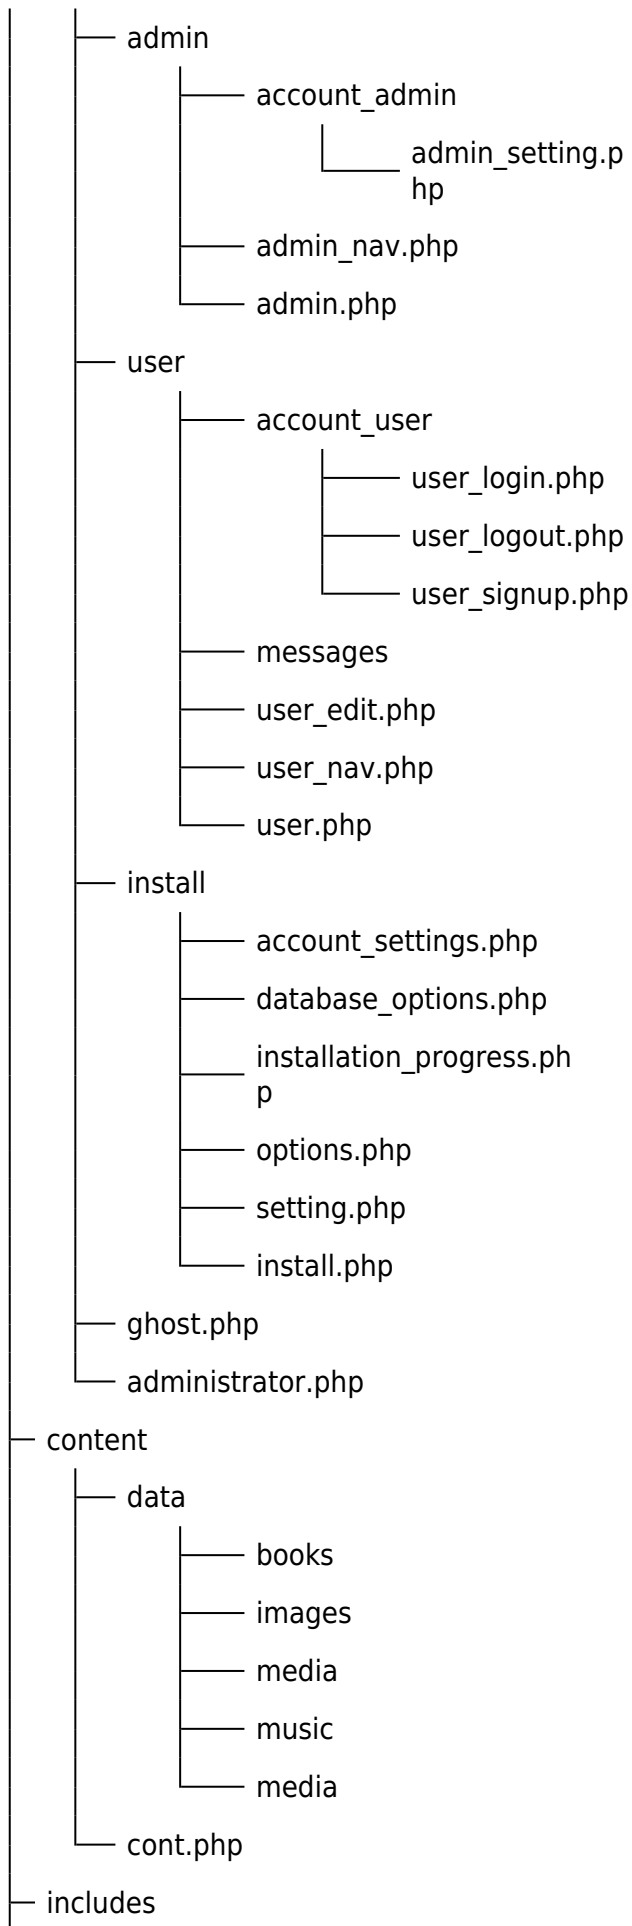 admin
account_admin
admin_setting.p
hp
admin_nav.php
admin.php
user
account_user
user_login.php
user_logout.php
user_signup.php
messages
user_edit.php
user_nav.php
user.php
install
account_settings.php
database_options.php
installation_progress.ph
p
options.php
setting.php
install.php
ghost.php
administrator.php
content
data
books
images
media
music
media
cont.php
includes